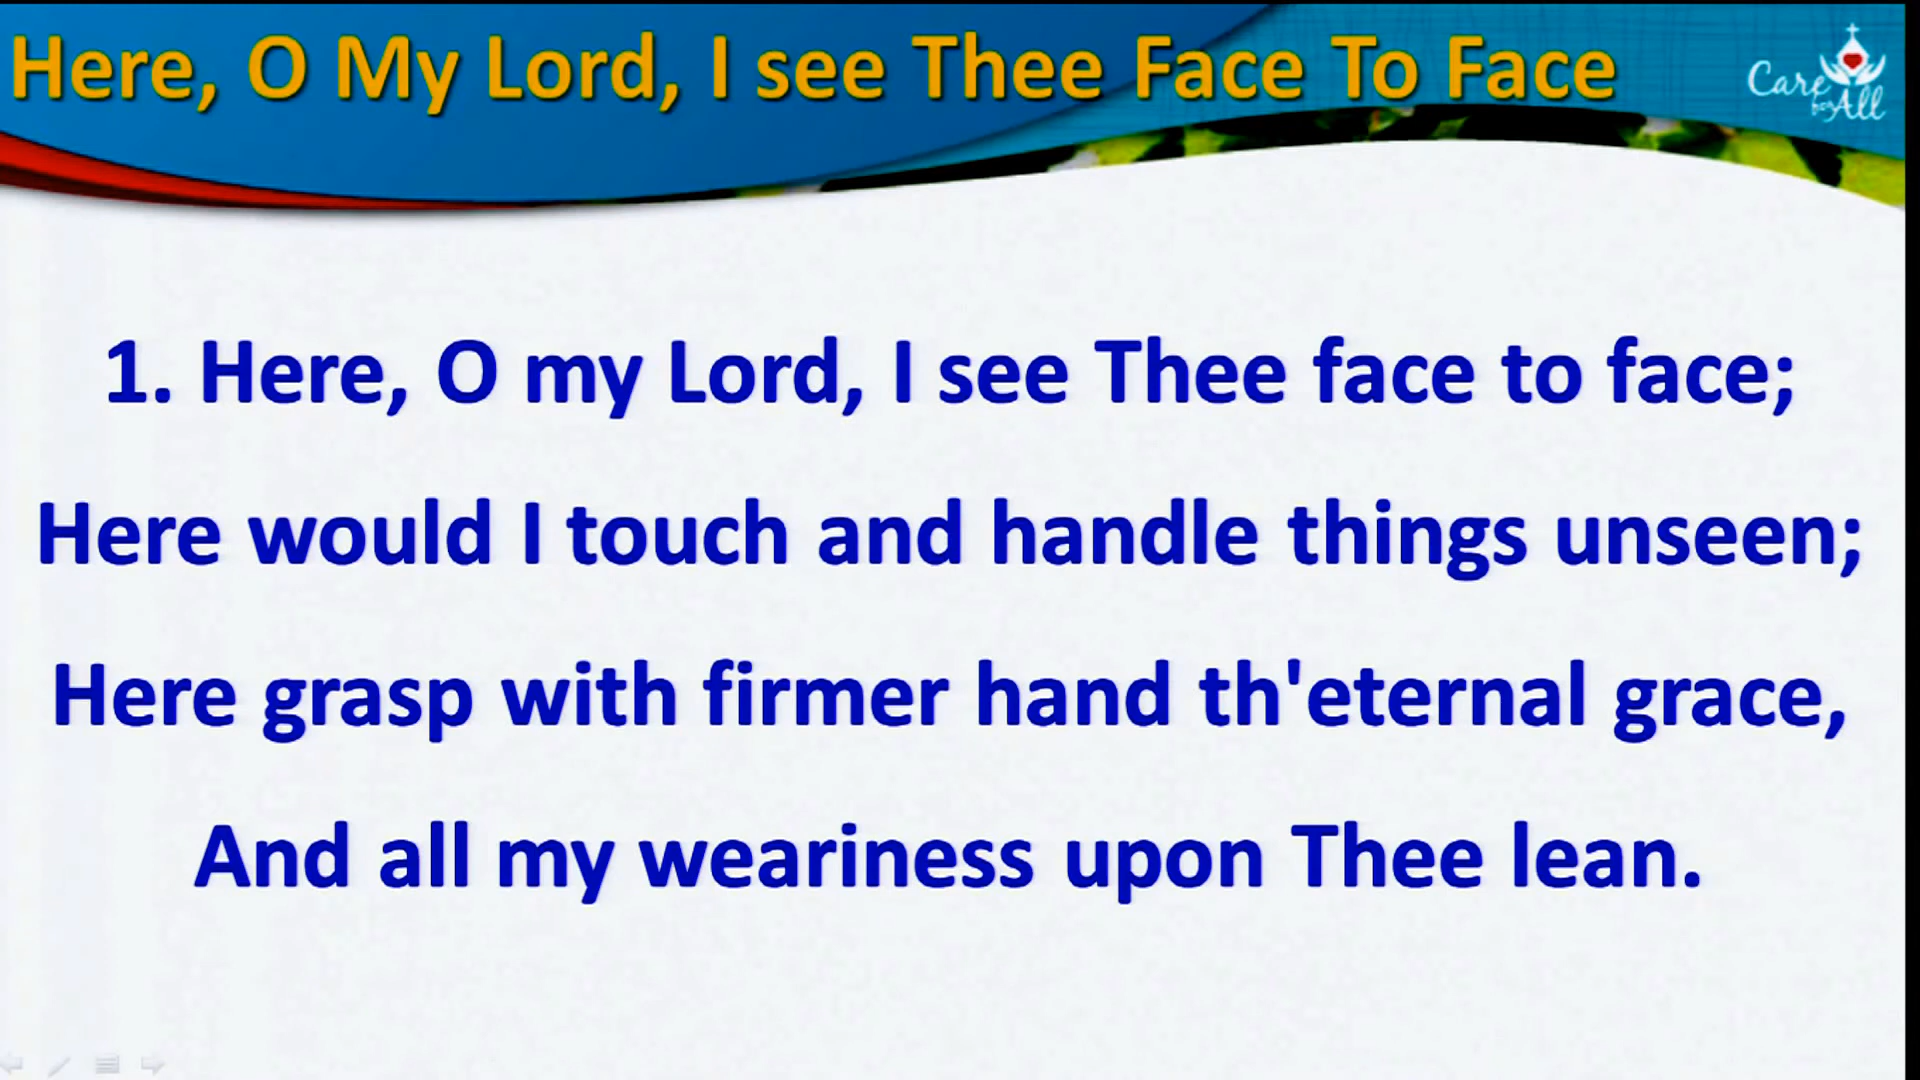 Here, O My Lord, I see Thee Face To Face
Care
for All
1. Here, O my Lord, I see Thee face to face;
Here would I touch and handle things unseen;
Here grasp with firmer hand th'eternal grace,
And all my weariness upon Thee lean.